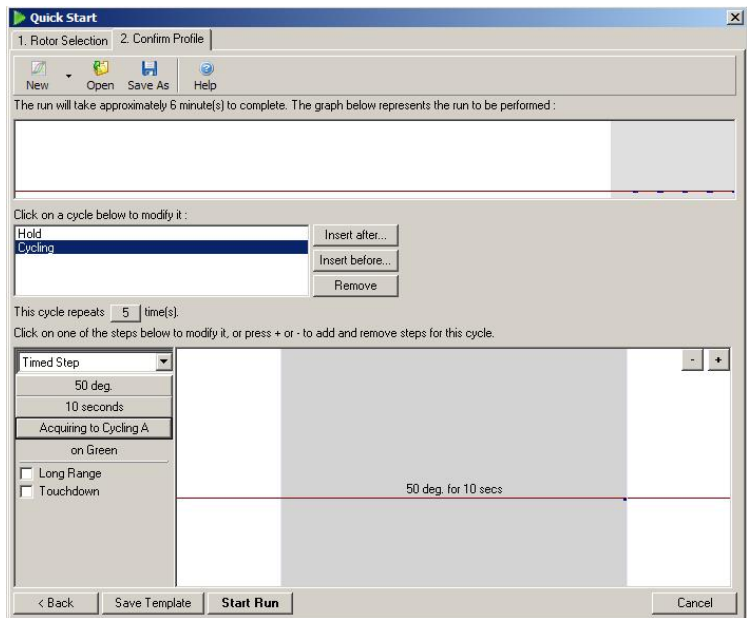 Quick Start
1. Rotor Selection 2. Confirm Profile
New Open Save As Help
The run will take approximately 6 minute(s) to complete. The graph below represents the run to be performed :
Click on a cycle below to modify it :
Hold
Cycling
Insert after...
Insert before...
Remove
This cycle repeats 5 time(s).
Click on one of the steps below to modify it, or press + or - to add and remove steps for this cycle.
Timed Step
- +
50 deg.
10 seconds
Acquiring to Cycling A
on Green
Long Range
Touchdown
50 deg. for 10 secs
< Back Save Template Start Run Cancel